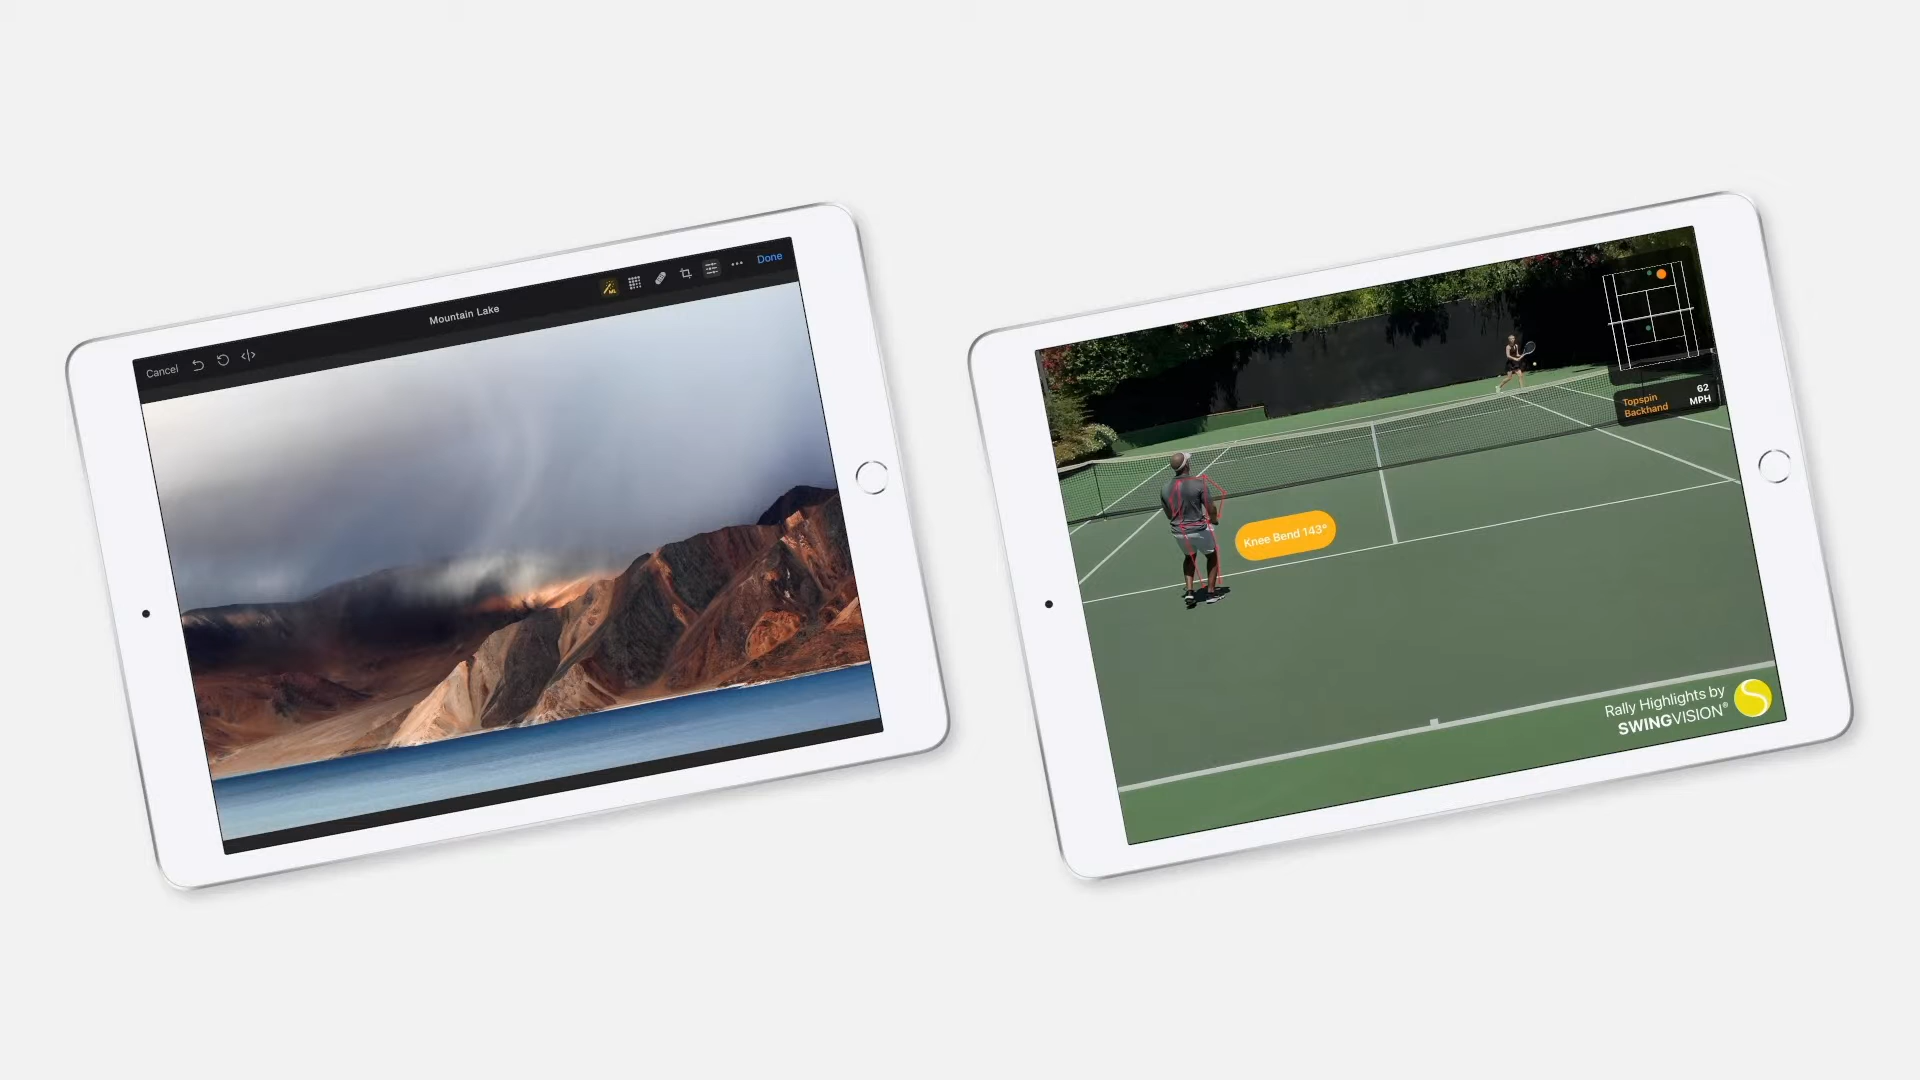 Mountain Lake
Done
Cancel
62
Topspin
MPH
Backhand
Knee Bend 143°
Rally Highlights by
SWINGVISION®